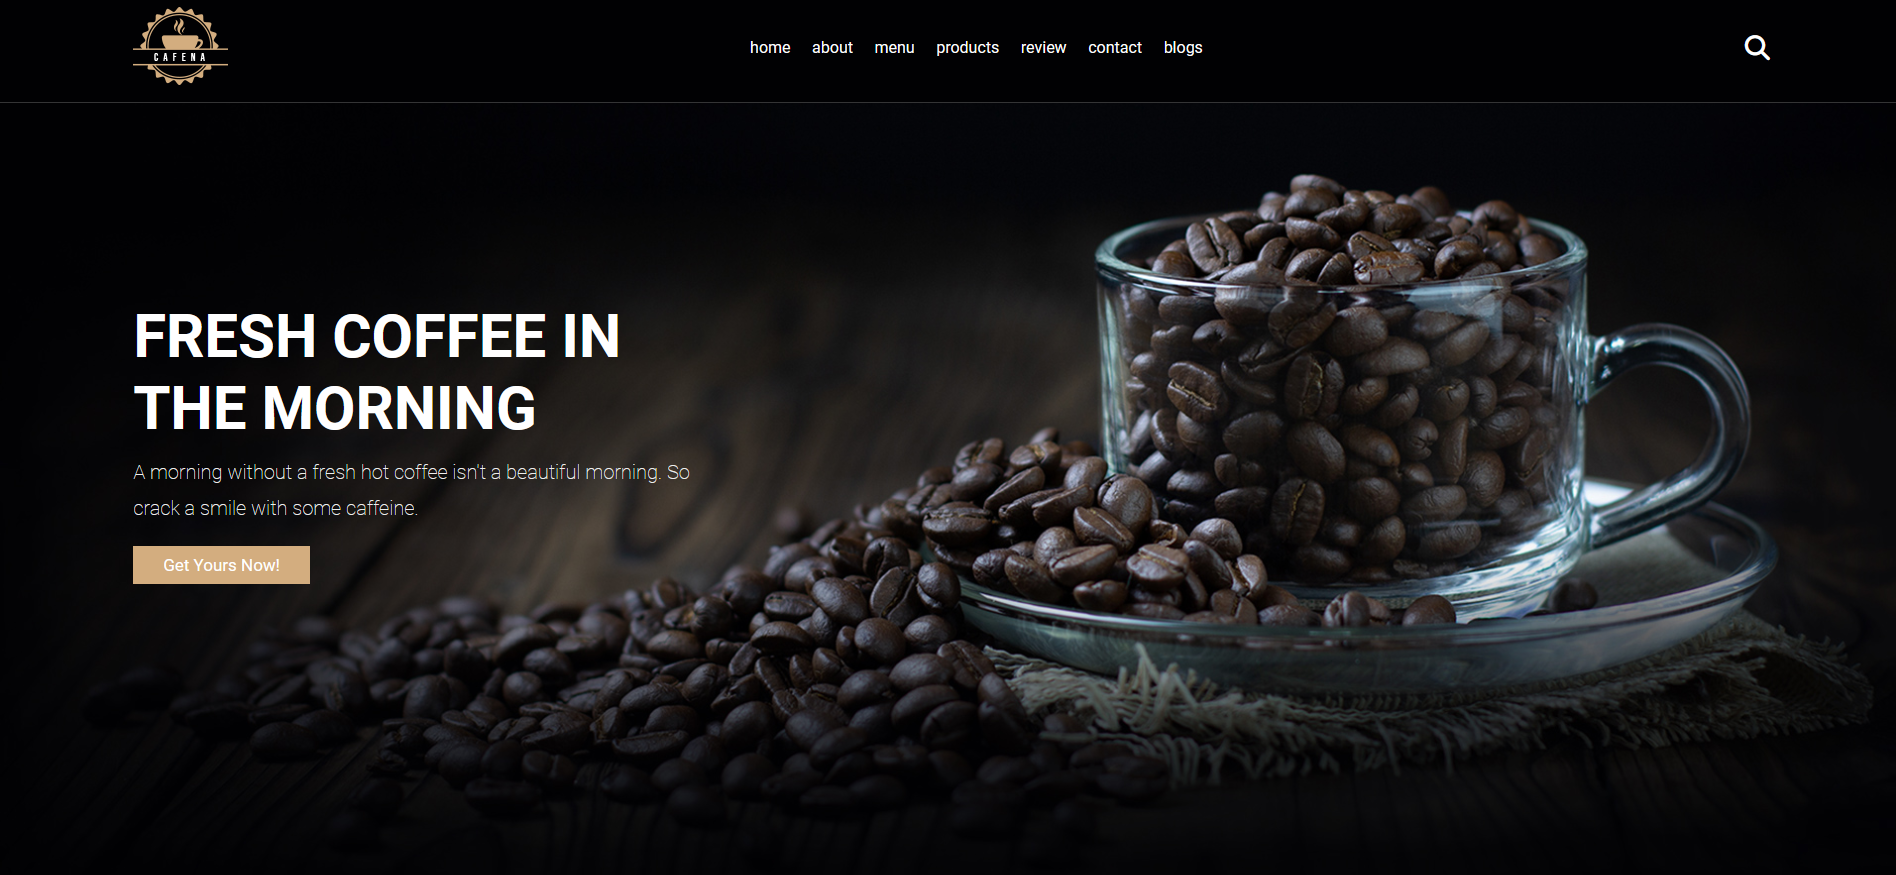 CAFENA
home about menu products review contact blogs
FRESH COFFEE IN
THE MORNING
A morning without a fresh hot coffee isn't a beautiful morning. So
crack a smile with some caffeine.
Get Yours Now!